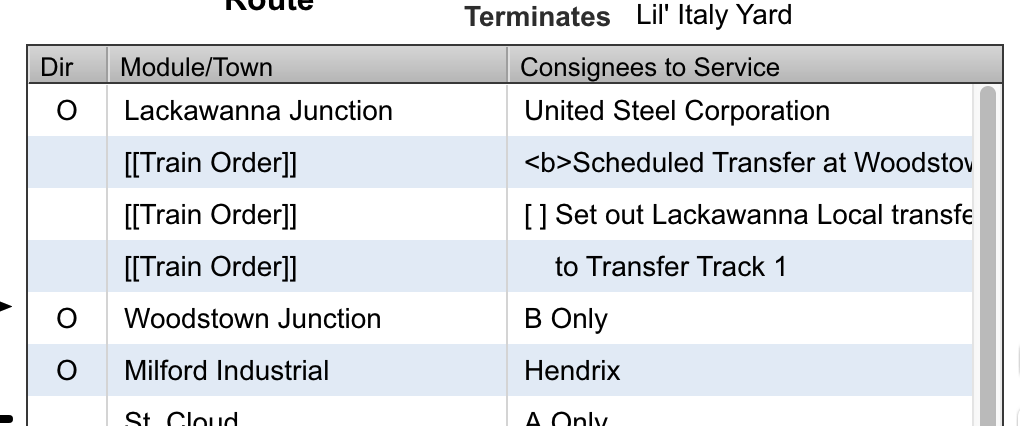 Route
Terminates Lil' Italy Yard
Dir Module/Town Consignees to Service
O Lackawanna Junction United Steel Corporation
[[Train Order]] <b>Scheduled Transfer at
[[Train Order]] [ ] Set out Lackawanna Local
[[Train Order]] to Transfer Track 1
O Woodstown Junction B Only
O Milford Industrial Hendrix
St. Cloud A Only